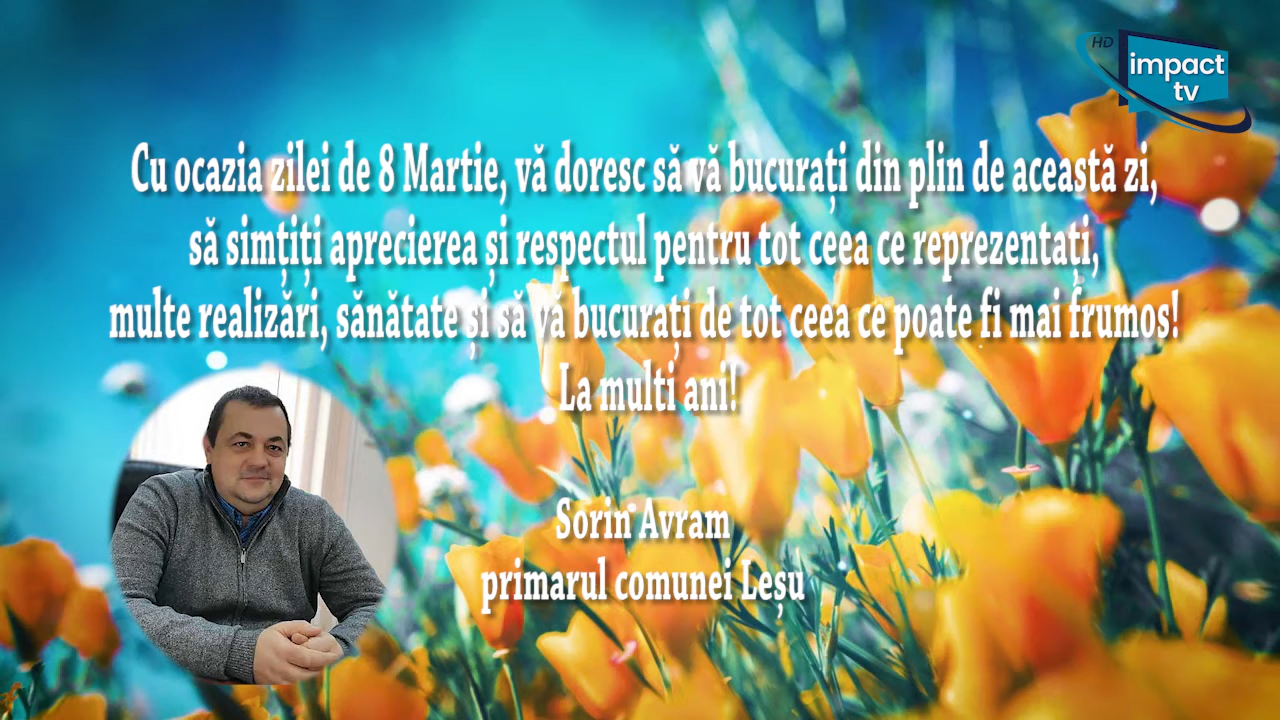 HD
impact
tv
Cu ocazia zilei de 8 Martie, vă doresc să vă bucurați din plin de această zi,
să simțiți aprecierea și respectul pentru tot ceea ce reprezentați,
multe realizări, sănătate și să vă bucurați de tot ceea ce poate fi mai frumos!
La multi ani!
Sorin Avram
primarul comunei Leșu